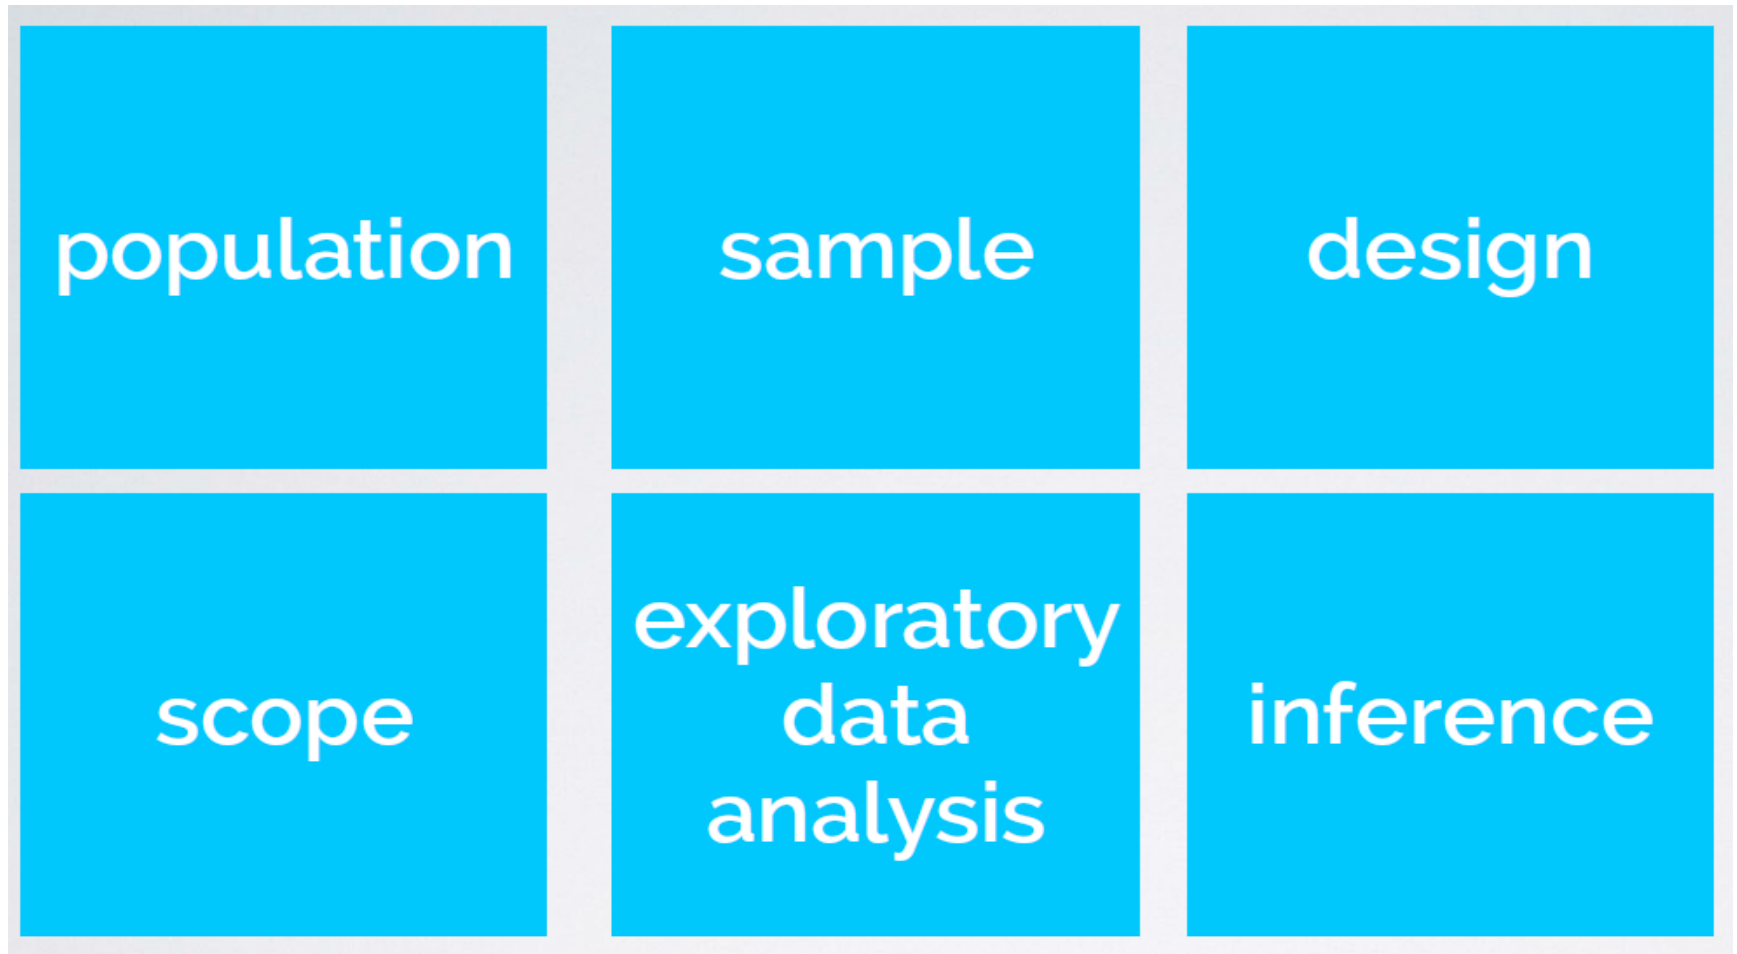 population
sample
design
scope
exploratory
data
analysis
inference